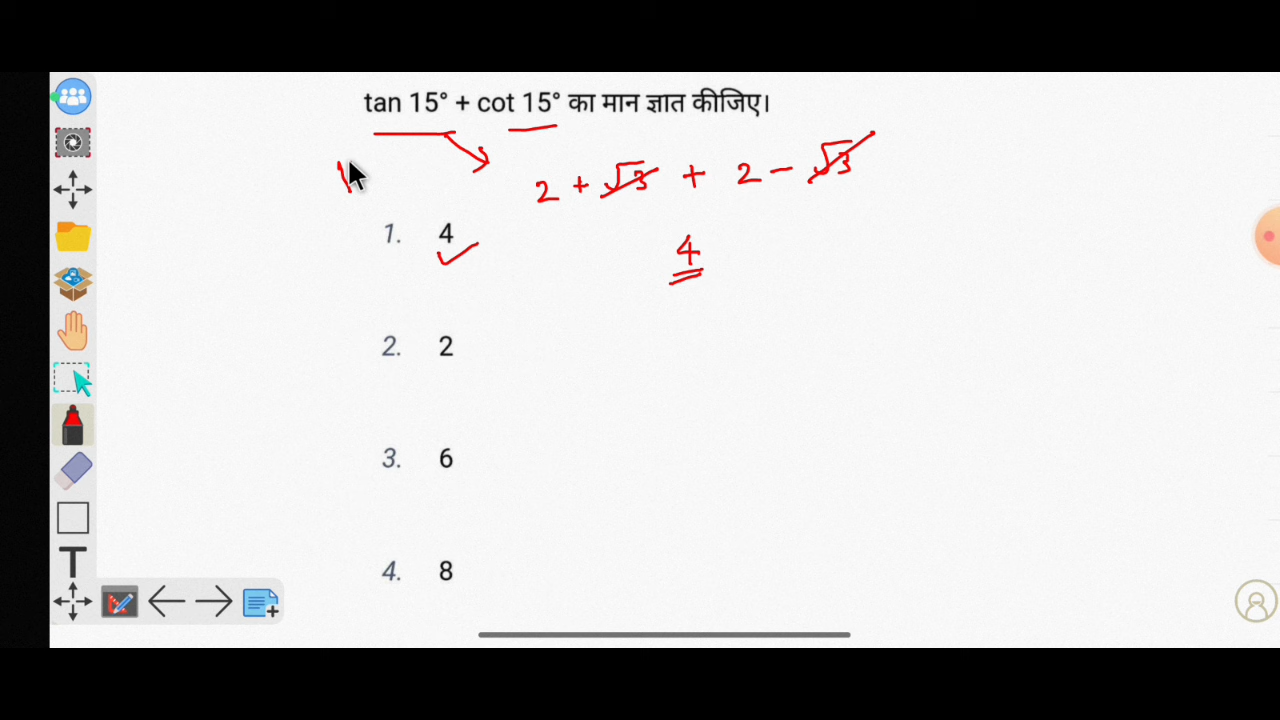 tan 15° + cot 15° का मान ज्ञात कीजिए।
2 + √3 + 2 - √3
1. 4
4
2. 2
3. 6
4. 8
T